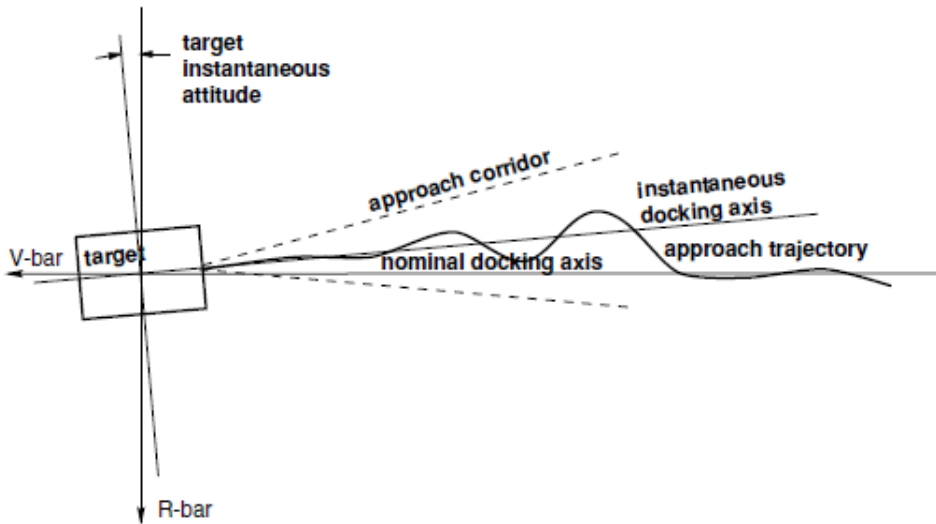 target
instantaneous
attitude
approach corridor
instantaneous
docking axis
V-bar
target
nominal docking axis
approach trajectory
R-bar